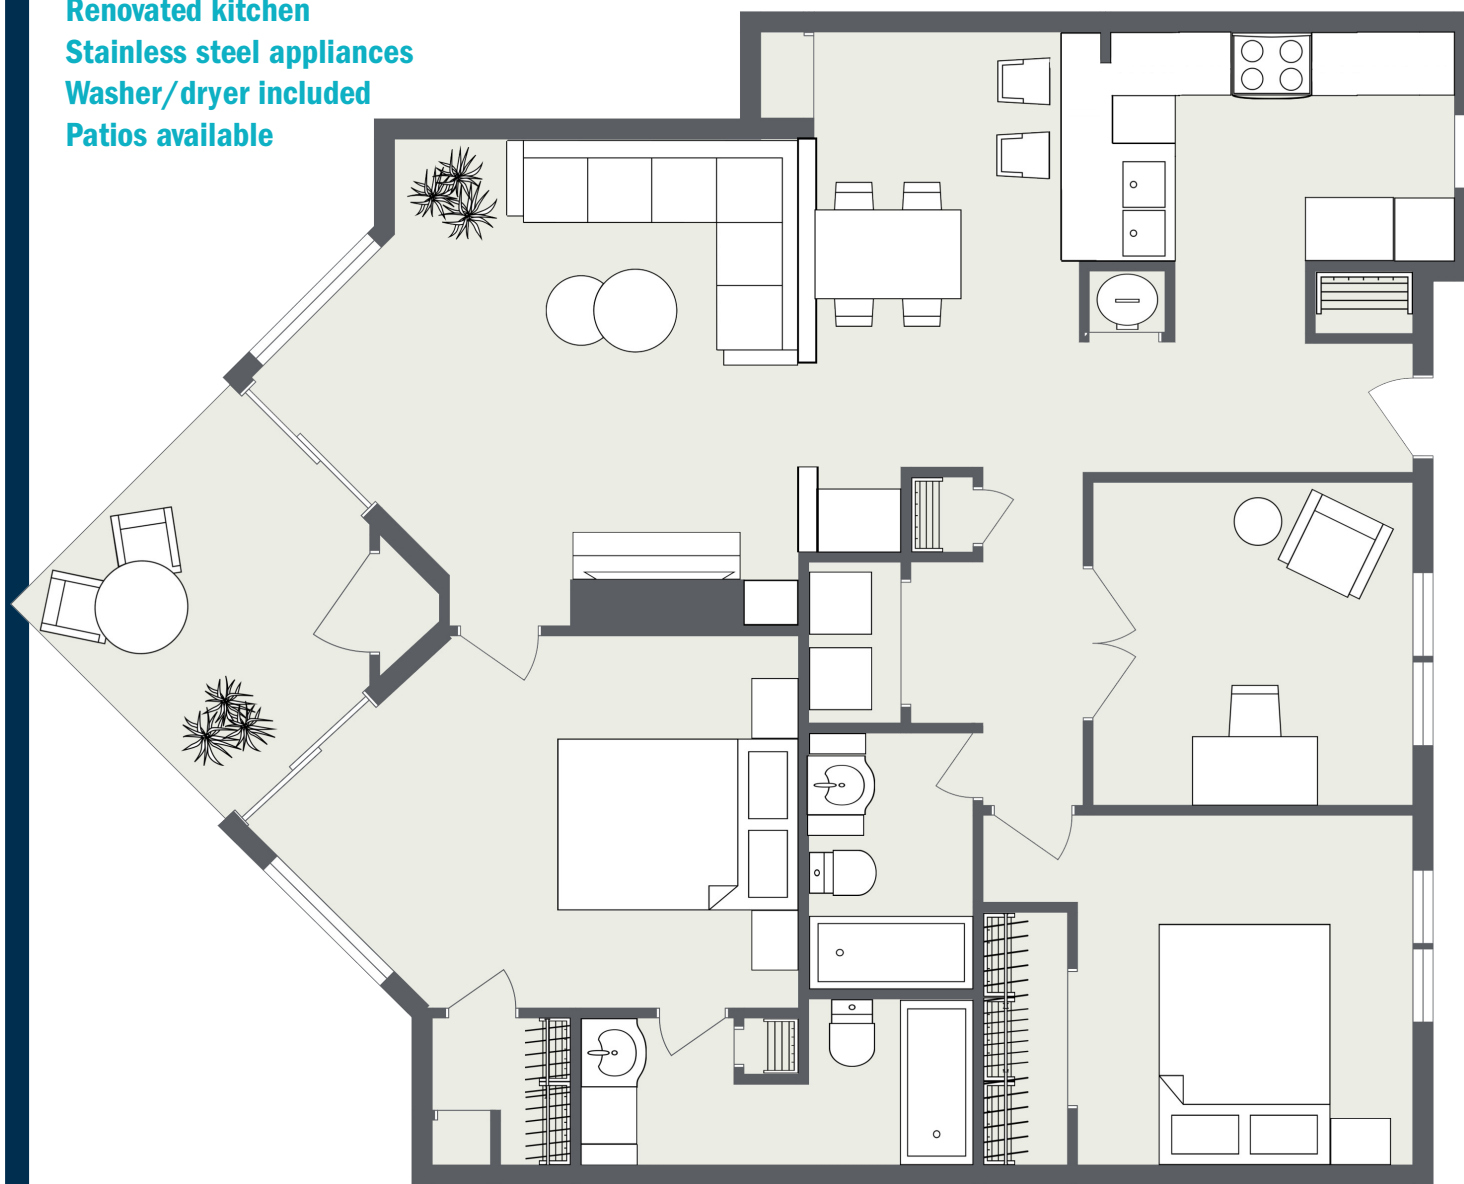 Renovated kitchen
Stainless steel appliances
Washer/dryer included
Patios available